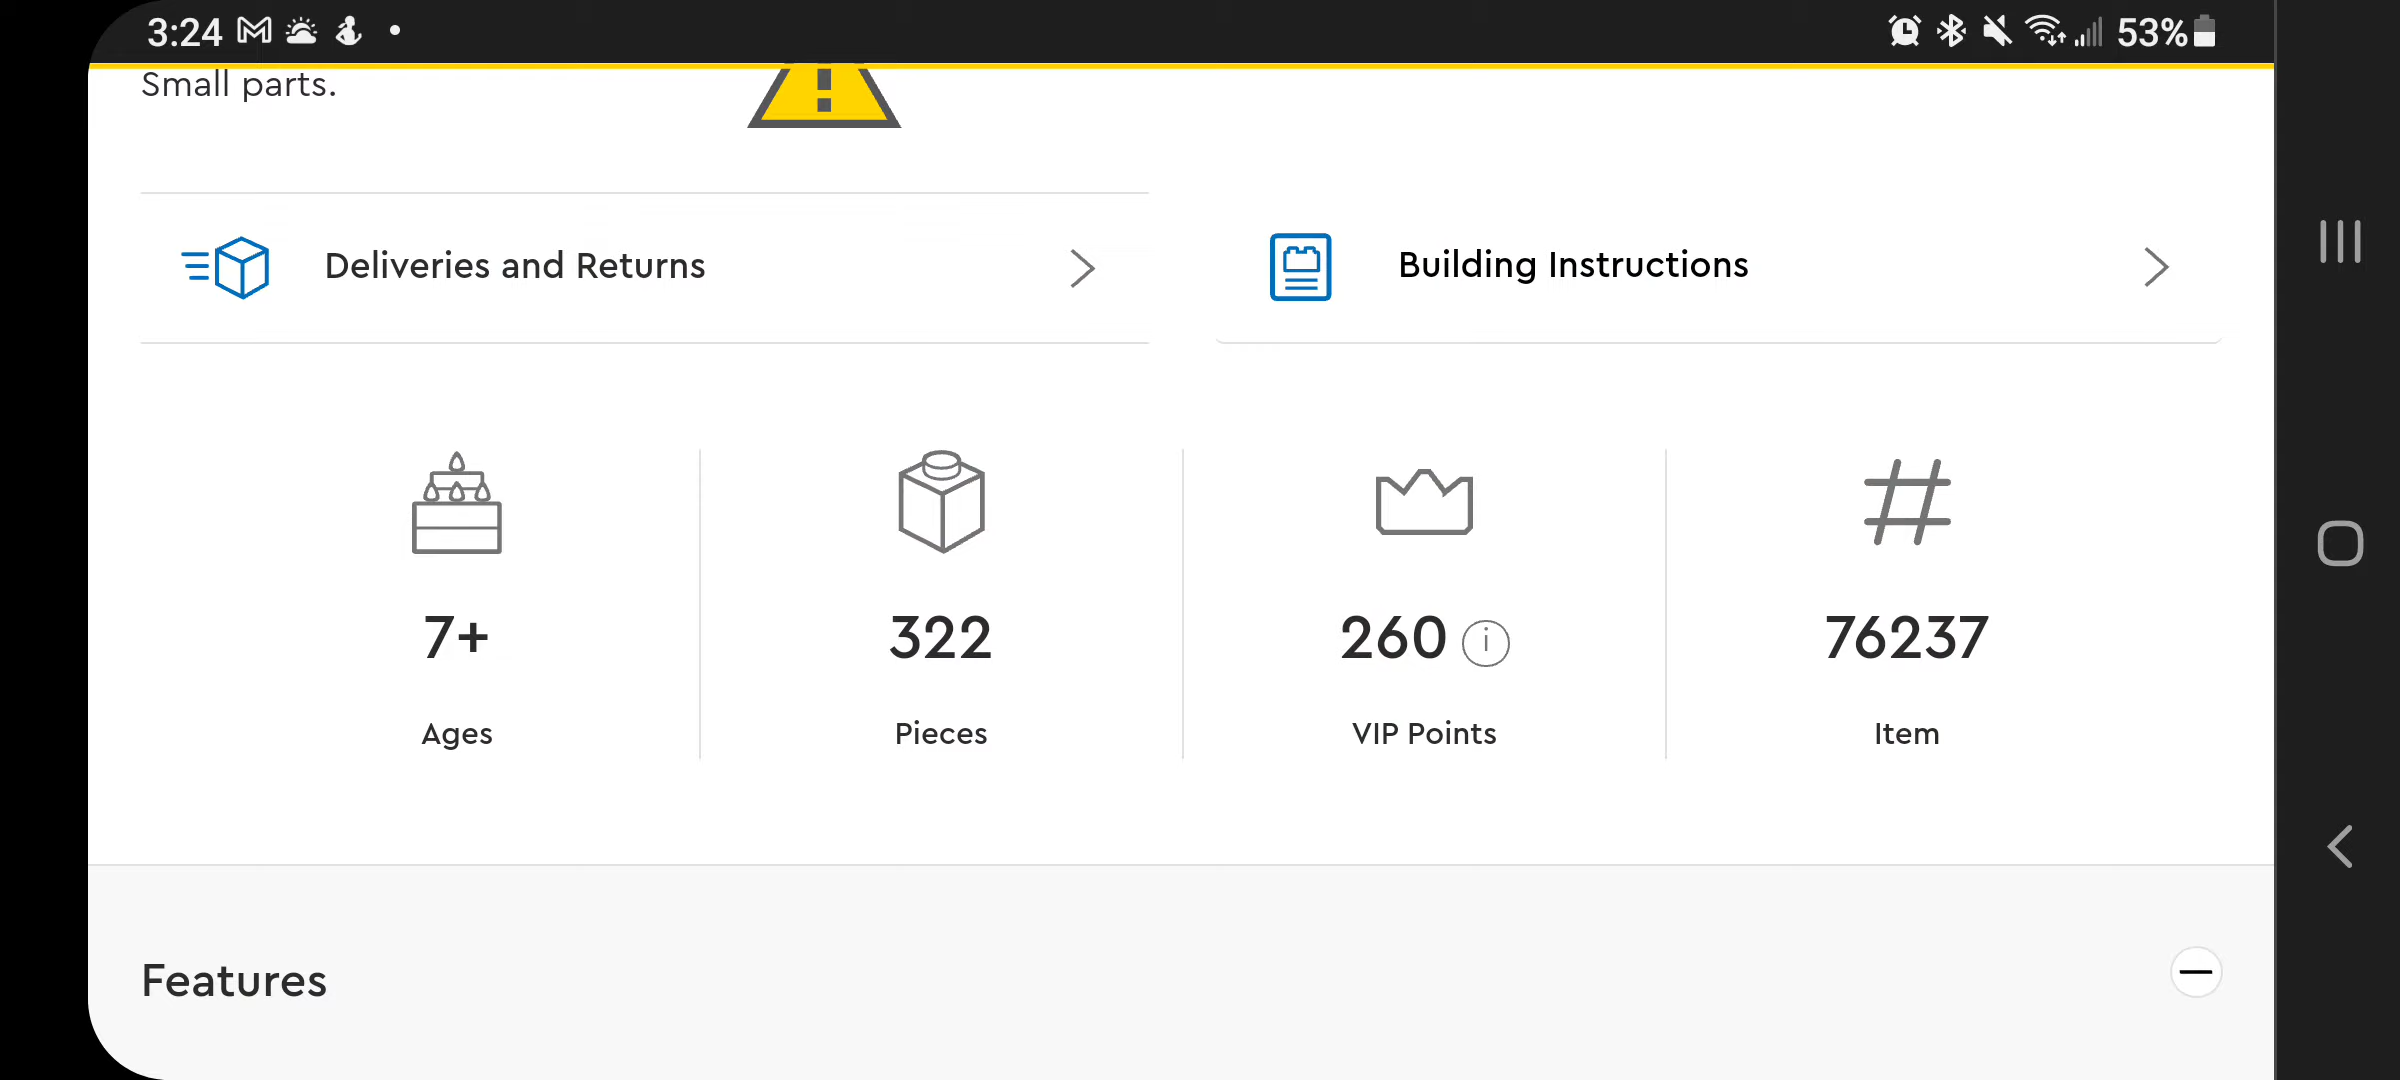 3:24
53%
Small parts.
Deliveries and Returns
Building Instructions
7+
322
260 i
76237
Ages
Pieces
VIP Points
Item
Features